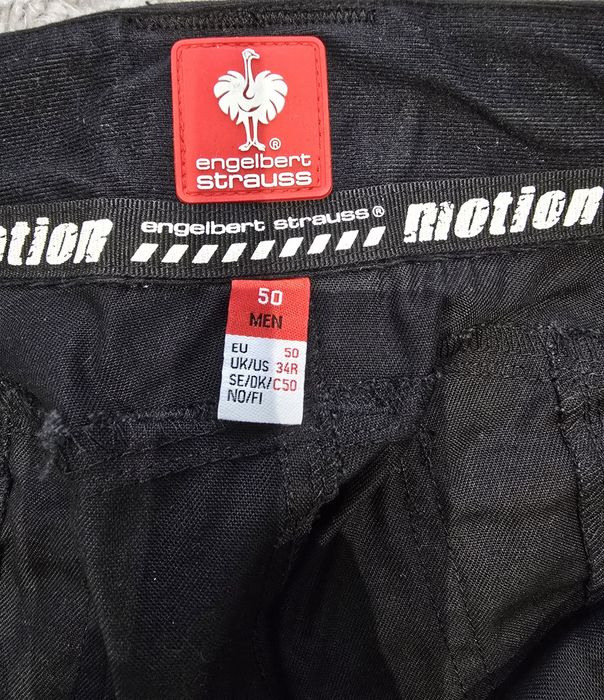 ®
engelbert
strauss
motion engelbert strauss® motion
50
MEN
EU 50
UK/US 34R
SE/DK/ C50
NO/FI